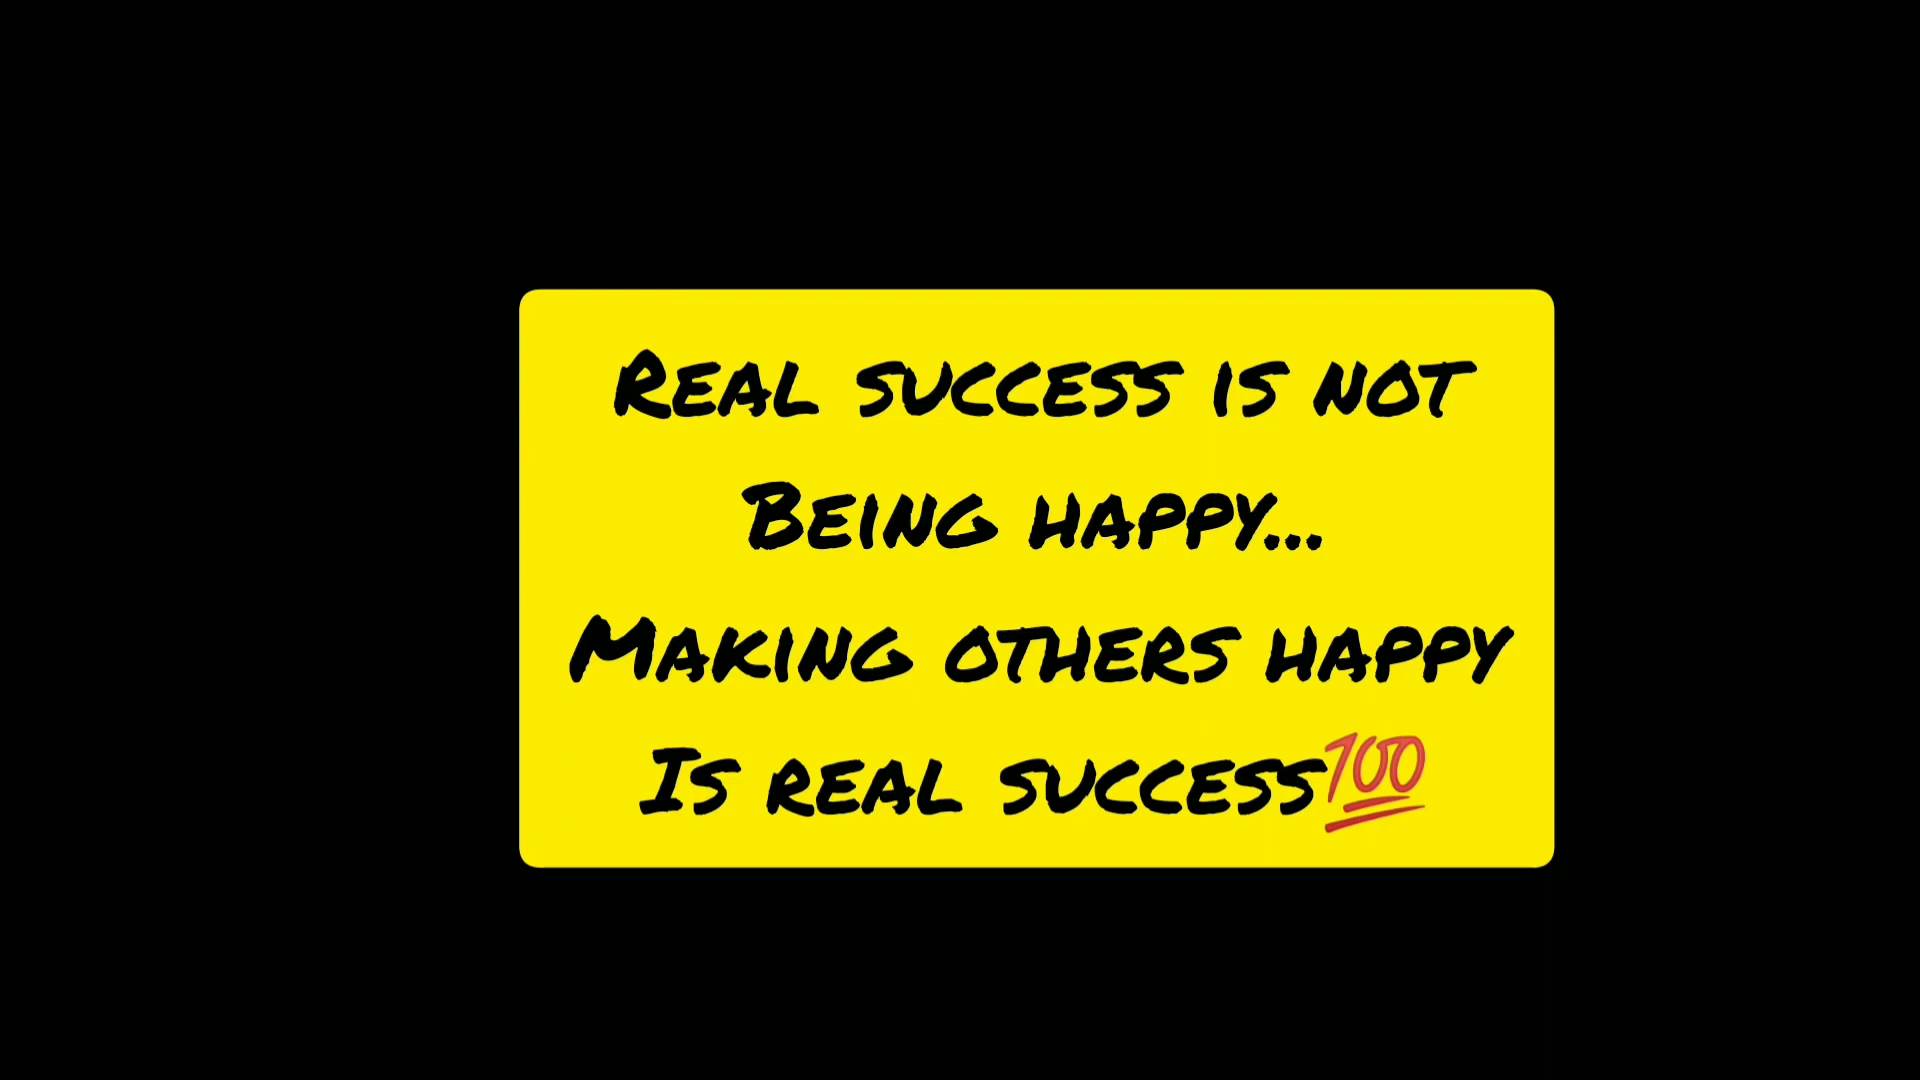 Real success is not
Being happy...
Making others happy
Is real success💯